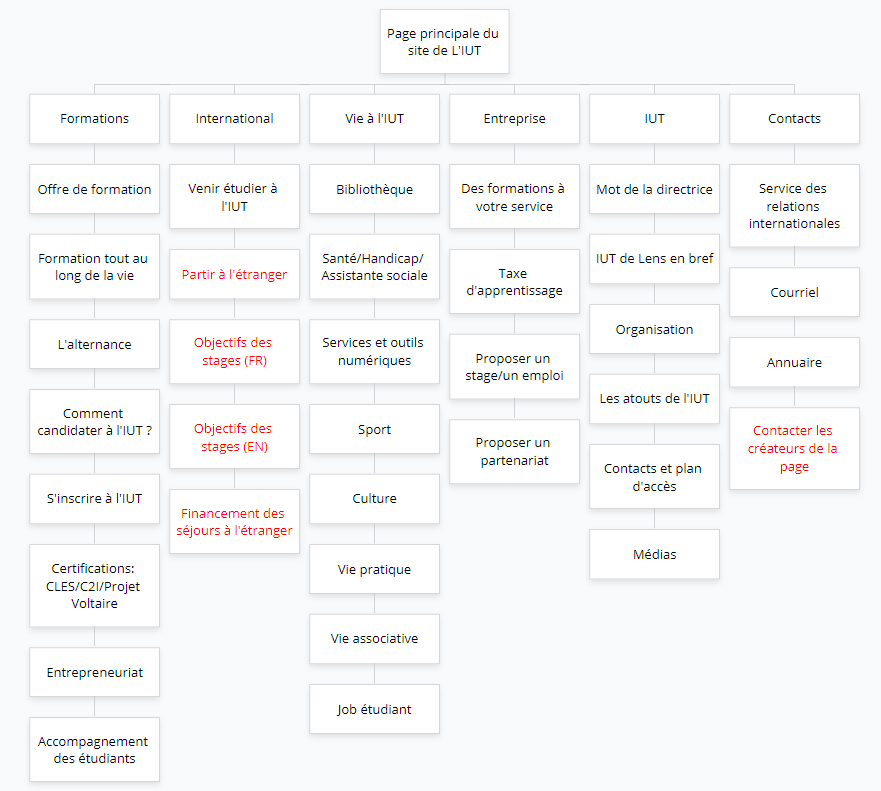 Page principale du
site de L'IUT
Formations
Offre de formation
Formation tout au
long de la vie
L'alternance
Comment
candidater à l'IUT ?
S'inscrire à l'IUT
Certifications:
CLES/C2I/Projet
Voltaire
Entrepreneuriat
Accompagnement
des étudiants
International
Venir étudier à
l'IUT
Partir à l'étranger
Objectifs des
stages (FR)
Objectifs des
stages (EN)
Financement des
séjours à l'étranger
Vie à l'IUT
Bibliothèque
Santé/Handicap/
Assistante sociale
Services et outils
numériques
Sport
Culture
Vie pratique
Vie associative
Job étudiant
Entreprise
Des formations à
votre service
Taxe
d'apprentissage
Proposer un
stage/un emploi
Proposer un
partenariat
IUT
Mot de la directrice
IUT de Lens en bref
Organisation
Les atouts de l'IUT
Contacts et plan
d'accès
Médias
Contacts
Service des
relations
internationales
Courriel
Annuaire
Contacter les
créateurs de la
page